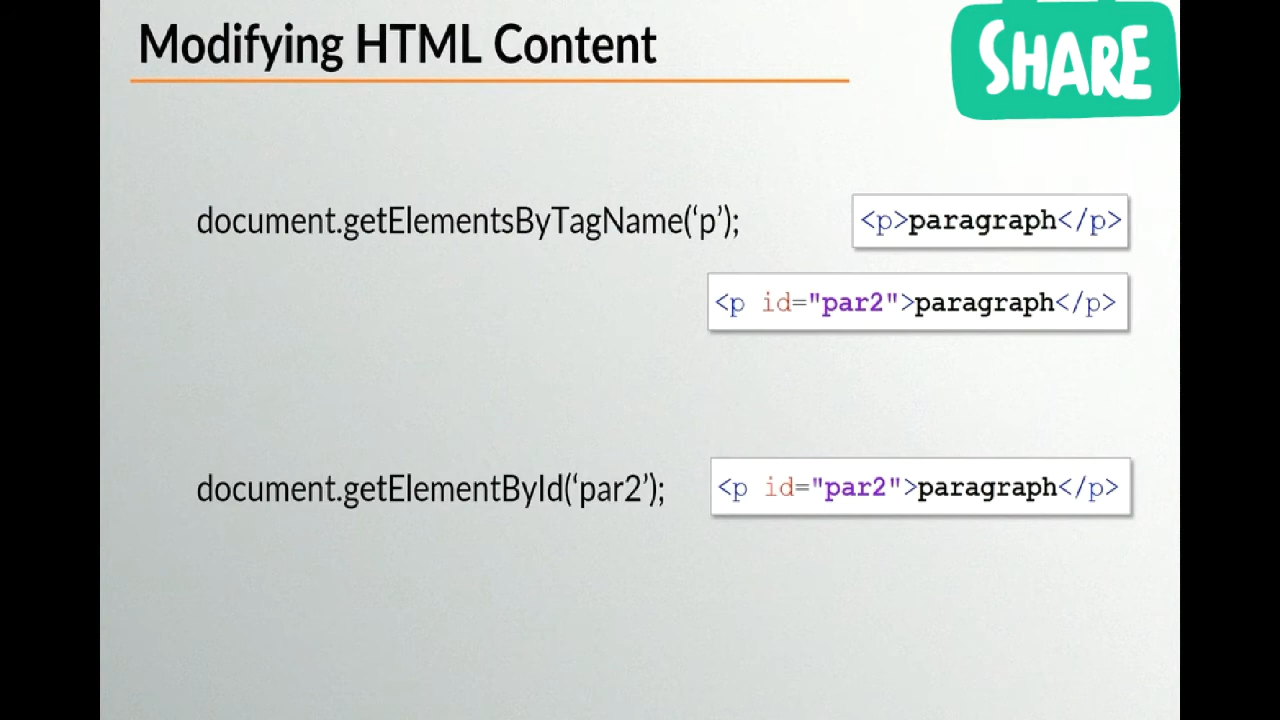 Modifying HTML Content
SHARE
document.getElementsByTagName(‘p’);
<p>paragraph</p>
<p id="par2">paragraph</p>
document.getElementById(‘par2’);
<p id="par2">paragraph</p>